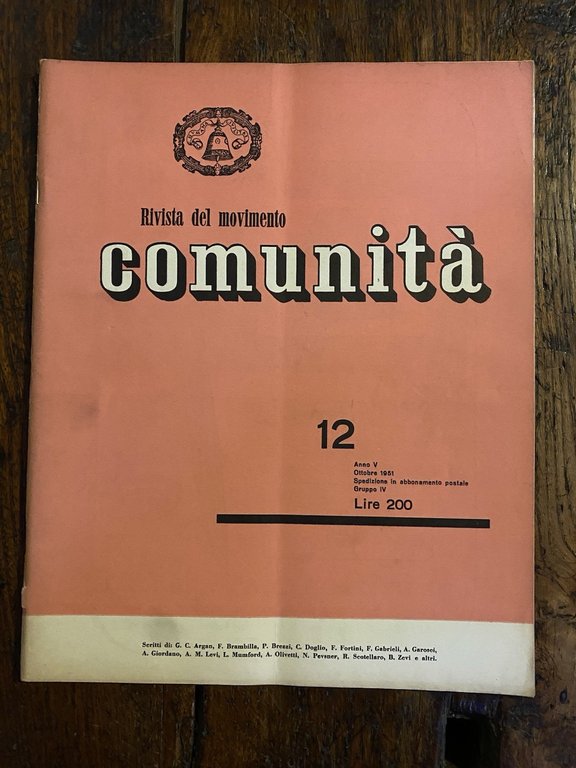 Rivista del movimento
comunità
12
Anno V
Ottobre 1951
Spedizione in abbonamento postale
Gruppo IV
Lire 200
Scritti di: G. C. Argan, F. Brambilla, P. Brezzi, C. Doglio, F. Fortini, F. Gabrieli, A. Garosci,
A. Giordano, A. M. Levi, L. Mumford, A. Olivetti, N. Pevsner, R. Scotellaro, B. Zevi e altri.